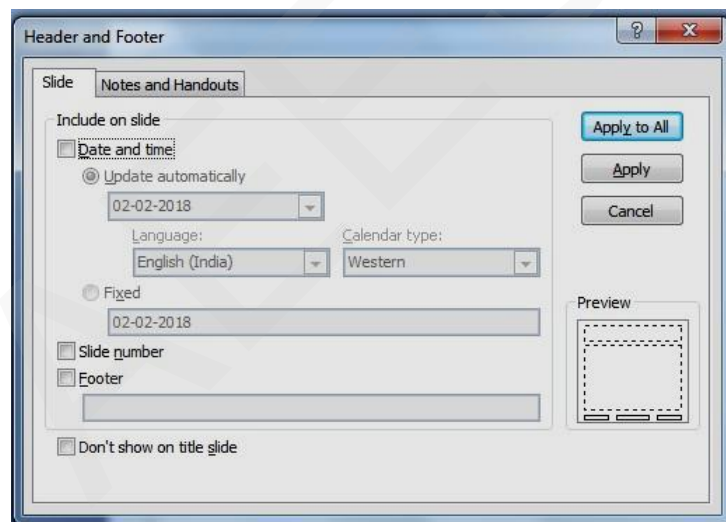 Header and Footer
Slide
Notes and Handouts
Include on slide
Date and time
Update automatically
02-02-2018
Language:
Calendar type:
English (India)
Western
Fixed
02-02-2018
Slide number
Footer
Don't show on title slide
Apply to All
Apply
Cancel
Preview